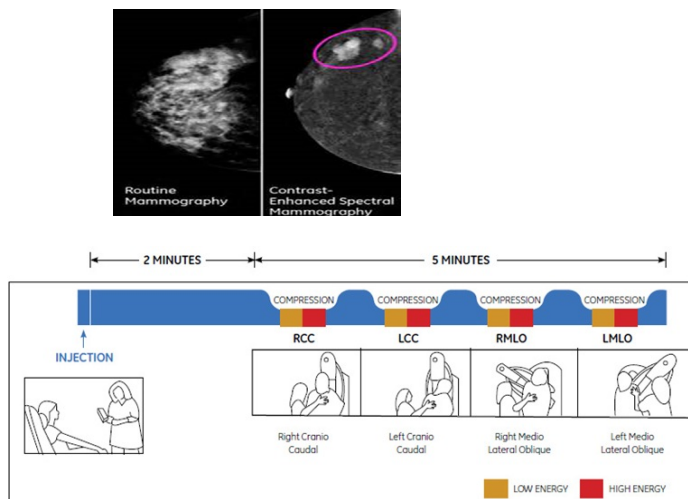 Routine
Mammography
Contrast-
Enhanced Spectral
Mammography
2 MINUTES
5 MINUTES
COMPRESSION
COMPRESSION
COMPRESSION
COMPRESSION
INJECTION
RCC
LCC
RMLO
LMLO
Right Cranio
Caudal
Left Cranio
Caudal
Right Medio
Lateral Oblique
Left Medio
Lateral Oblique
LOW ENERGY
HIGH ENERGY